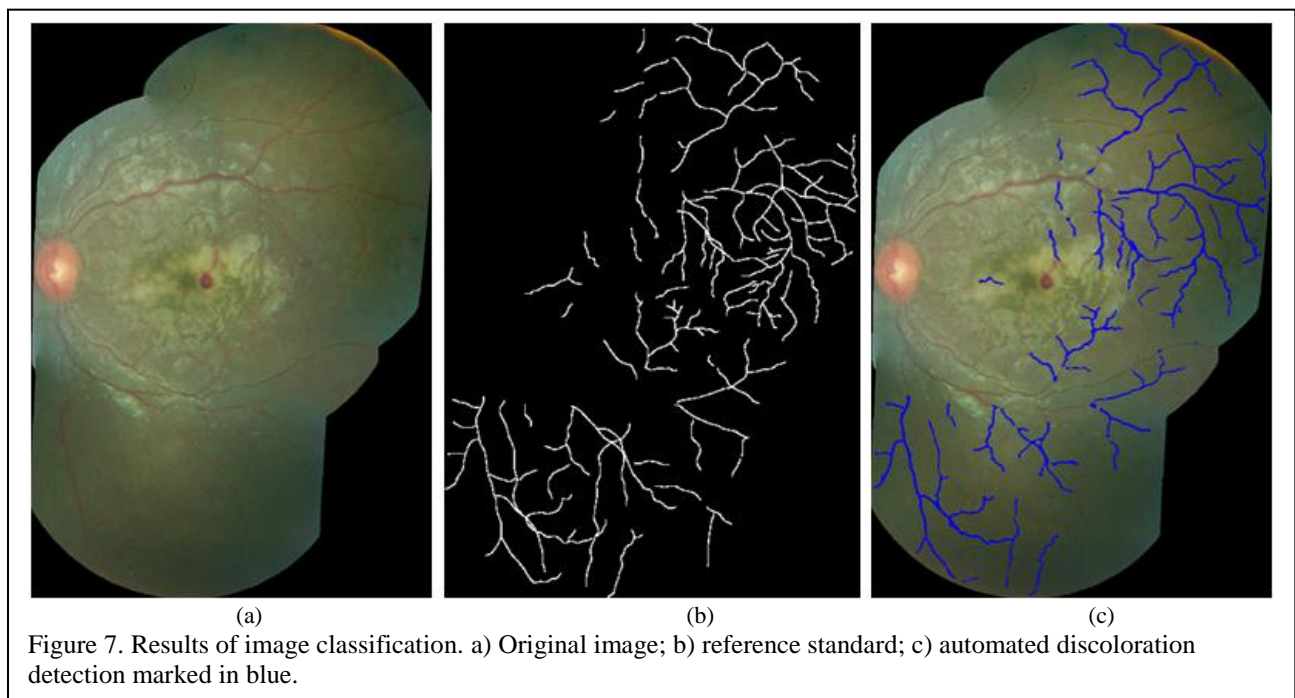 (a)
(b)
(c)
Figure 7. Results of image classification. a) Original image; b) reference standard; c) automated discoloration
detection marked in blue.